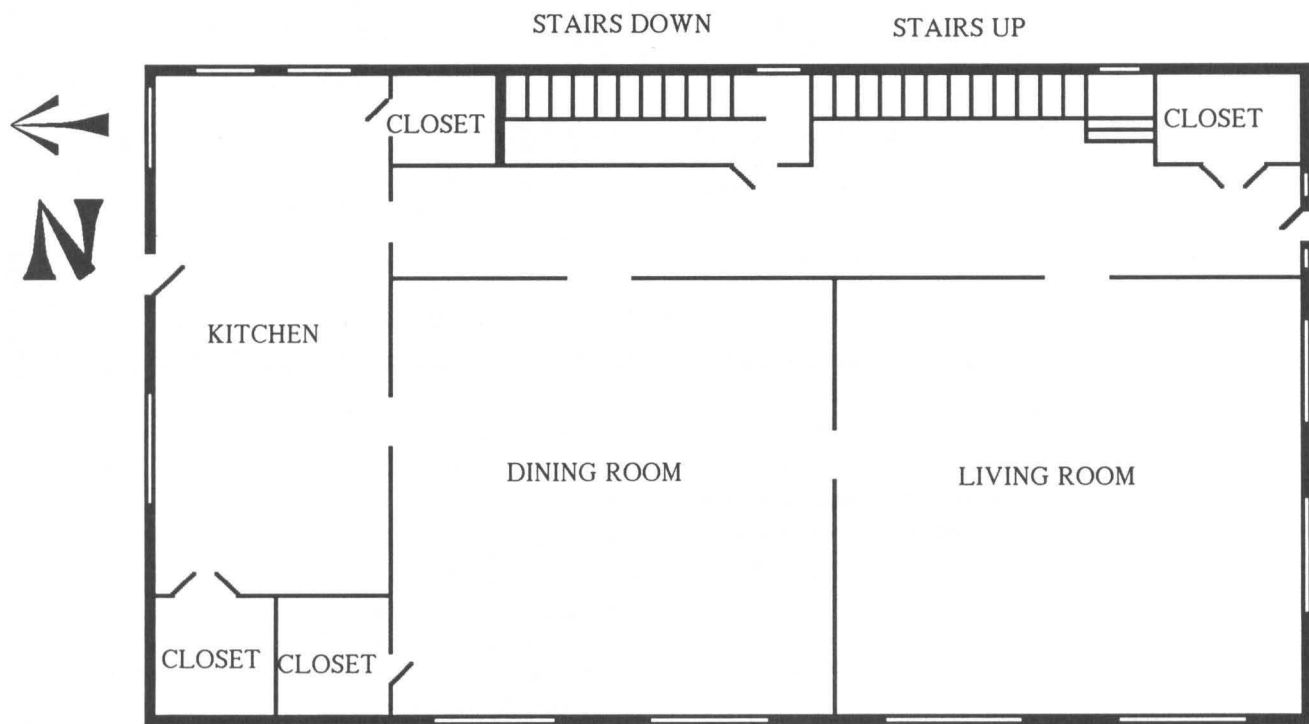 STAIRS DOWN
STAIRS UP
CLOSET
CLOSET
N
KITCHEN
DINING ROOM
LIVING ROOM
CLOSET
CLOSET